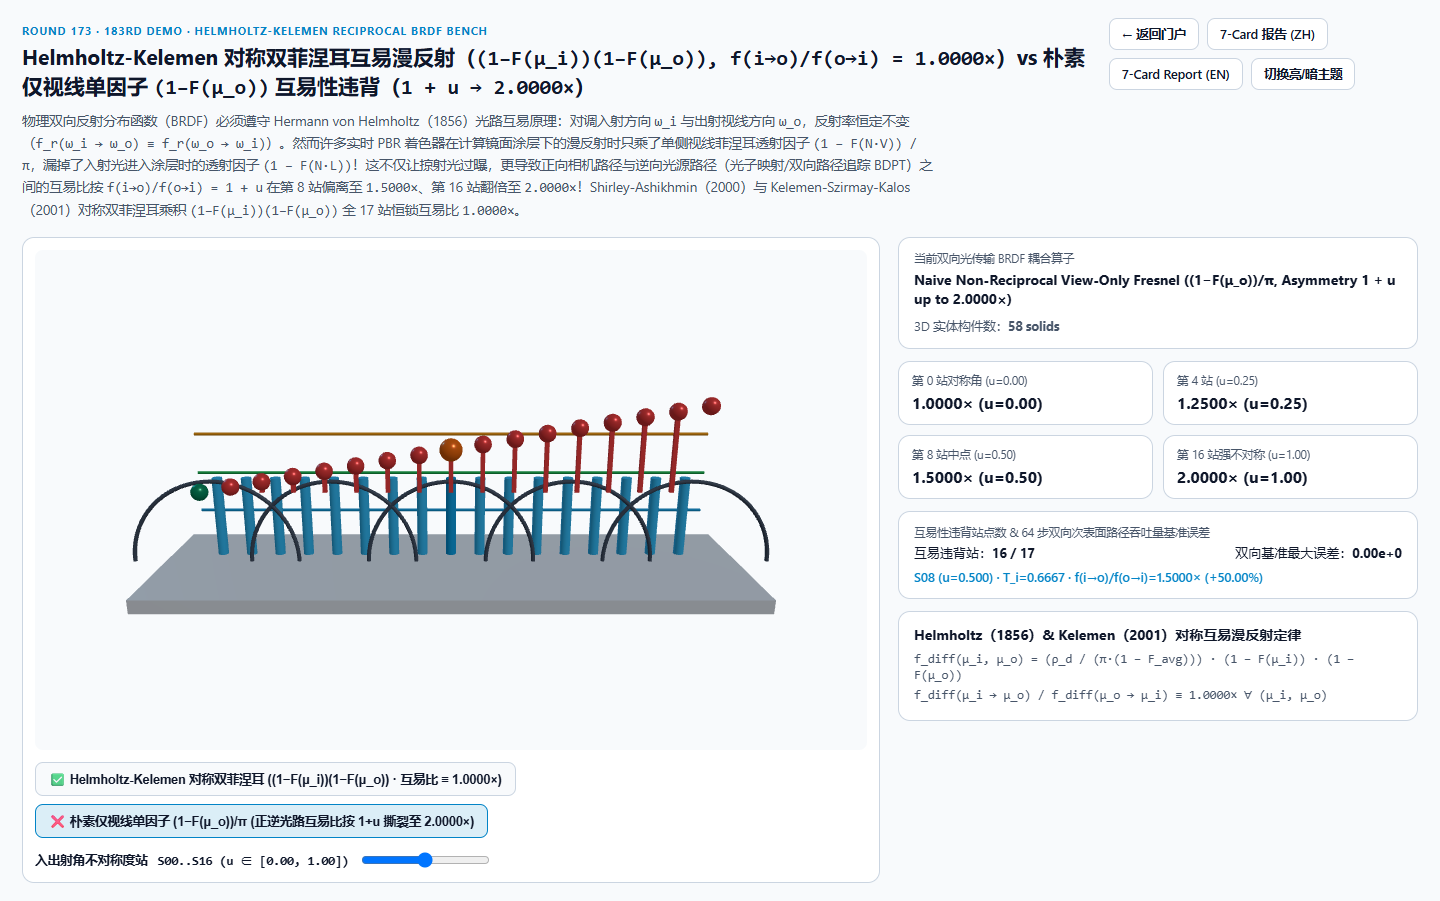 ROUND 173 · 183RD DEMO · HELMHOLTZ-KELEMEN RECIPROCAL BRDF BENCH
Helmholtz-Kelemen 对称双菲涅耳互易漫反射（(1−F(μ_i))(1−F(μ_o)), f(i→o)/f(o→i) = 1.0000×）vs 朴素
仅视线单因子 (1−F(μ_o)) 互易性违背（1 + u → 2.0000×）
← 返回门户
7-Card 报告 (ZH)
7-Card Report (EN)
切换亮/暗主题
物理双向反射分布函数（BRDF）必须遵守 Hermann von Helmholtz（1856）光路互易原理：对调入射方向 ω_i 与出射视线方向 ω_o，反射率恒定不变
（f_r(ω_i → ω_o) ≡ f_r(ω_o → ω_i)）。然而许多实时 PBR 着色器在计算镜面涂层下的漫反射时只乘了单侧视线菲涅耳透射因子 (1 − F(N·V)) /
π，漏掉了入射光进入涂层时的透射因子 (1 − F(N·L))！这不仅让掠射光过曝，更导致正向相机路径与逆向光源路径（光子映射/双向路径追踪 BDPT）之
间的互易比按 f(i→o)/f(o→i) = 1 + u 在第 8 站偏离至 1.5000×、第 16 站翻倍至 2.0000×！Shirley-Ashikhmin（2000）与 Kelemen-Szirmay-Kalos
（2001）对称双菲涅耳乘积 (1−F(μ_i))(1−F(μ_o)) 全 17 站恒锁互易比 1.0000×。
✅ Helmholtz-Kelemen 对称双菲涅耳 ((1−F(μ_i))(1−F(μ_o)) · 互易比 ≡ 1.0000×)
❌ 朴素仅视线单因子 (1−F(μ_o))/π (正逆光路互易比按 1+u 撕裂至 2.0000×)
入出射角不对称度站 S00..S16 (u ∈ [0.00, 1.00])
当前双向光传输 BRDF 耦合算子
Naive Non-Reciprocal View-Only Fresnel ((1−F(μ_o))/π, Asymmetry 1 + u
up to 2.0000×)
3D 实体构件数：58 solids
第 0 站对称角 (u=0.00)
1.0000× (u=0.00)
第 4 站 (u=0.25)
1.2500× (u=0.25)
第 8 站中点 (u=0.50)
1.5000× (u=0.50)
第 16 站强不对称 (u=1.00)
2.0000× (u=1.00)
互易性违背站点数 & 64 步双向次表面路径吞吐量基准误差
互易违背站：16 / 17
双向基准最大误差：0.00e+0
S08 (u=0.500) · T_i=0.6667 · f(i→o)/f(o→i)=1.5000× (+50.00%)
Helmholtz（1856）& Kelemen（2001）对称互易漫反射定律
f_diff(μ_i, μ_o) = (ρ_d / (π·(1 − F_avg))) · (1 − F(μ_i)) · (1 −
F(μ_o))
f_diff(μ_i → μ_o) / f_diff(μ_o → μ_i) ≡ 1.0000× ∀ (μ_i, μ_o)